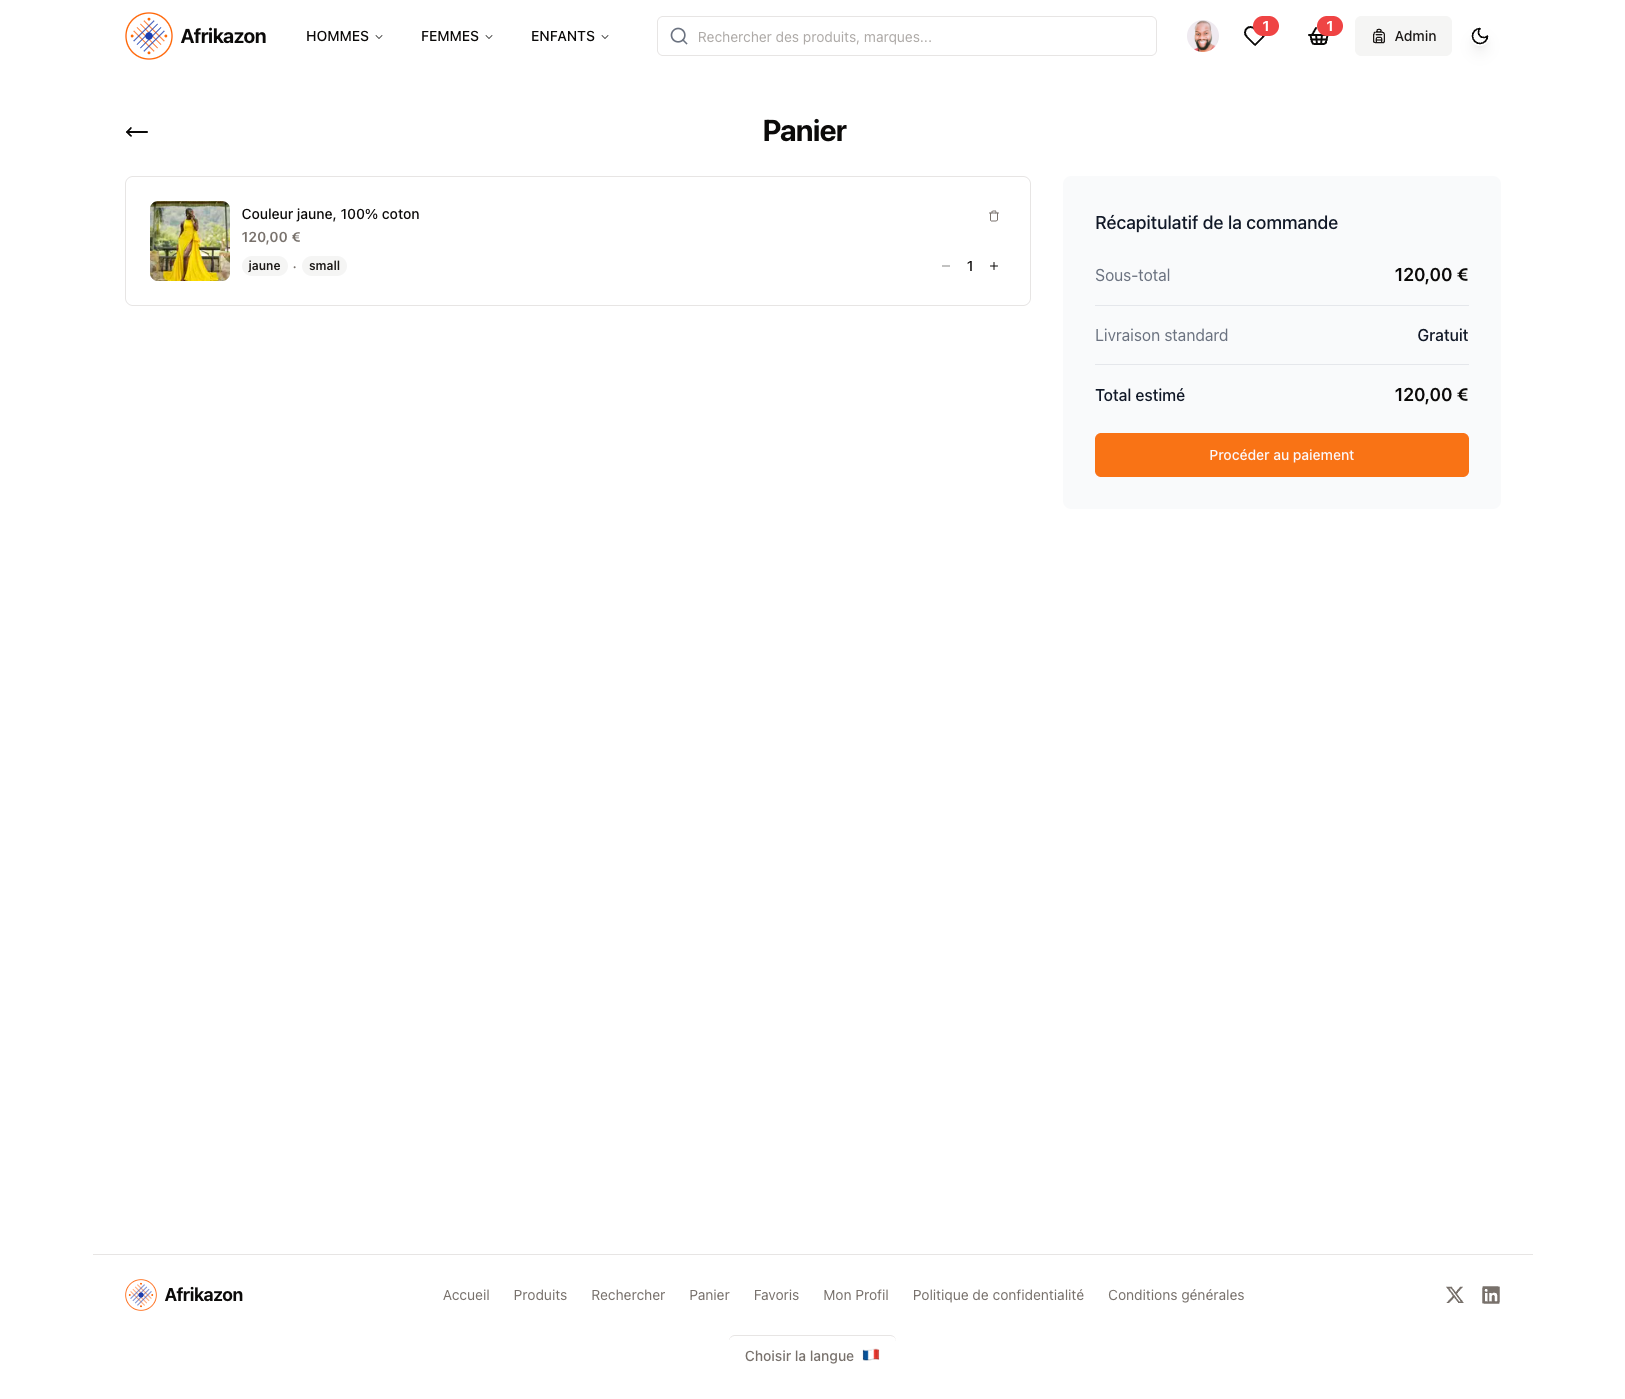 Afrikazon
HOMMES
FEMMES
ENFANTS
Rechercher des produits, marques...
1
1
Admin
Panier
Couleur jaune, 100% coton
120,00 €
jaune · small
− 1 +
Récapitulatif de la commande
Sous-total 120,00 €
Livraison standard Gratuit
Total estimé 120,00 €
Procéder au paiement
Afrikazon
Accueil Produits Rechercher Panier Favoris Mon Profil Politique de confidentialité Conditions générales
Choisir la langue